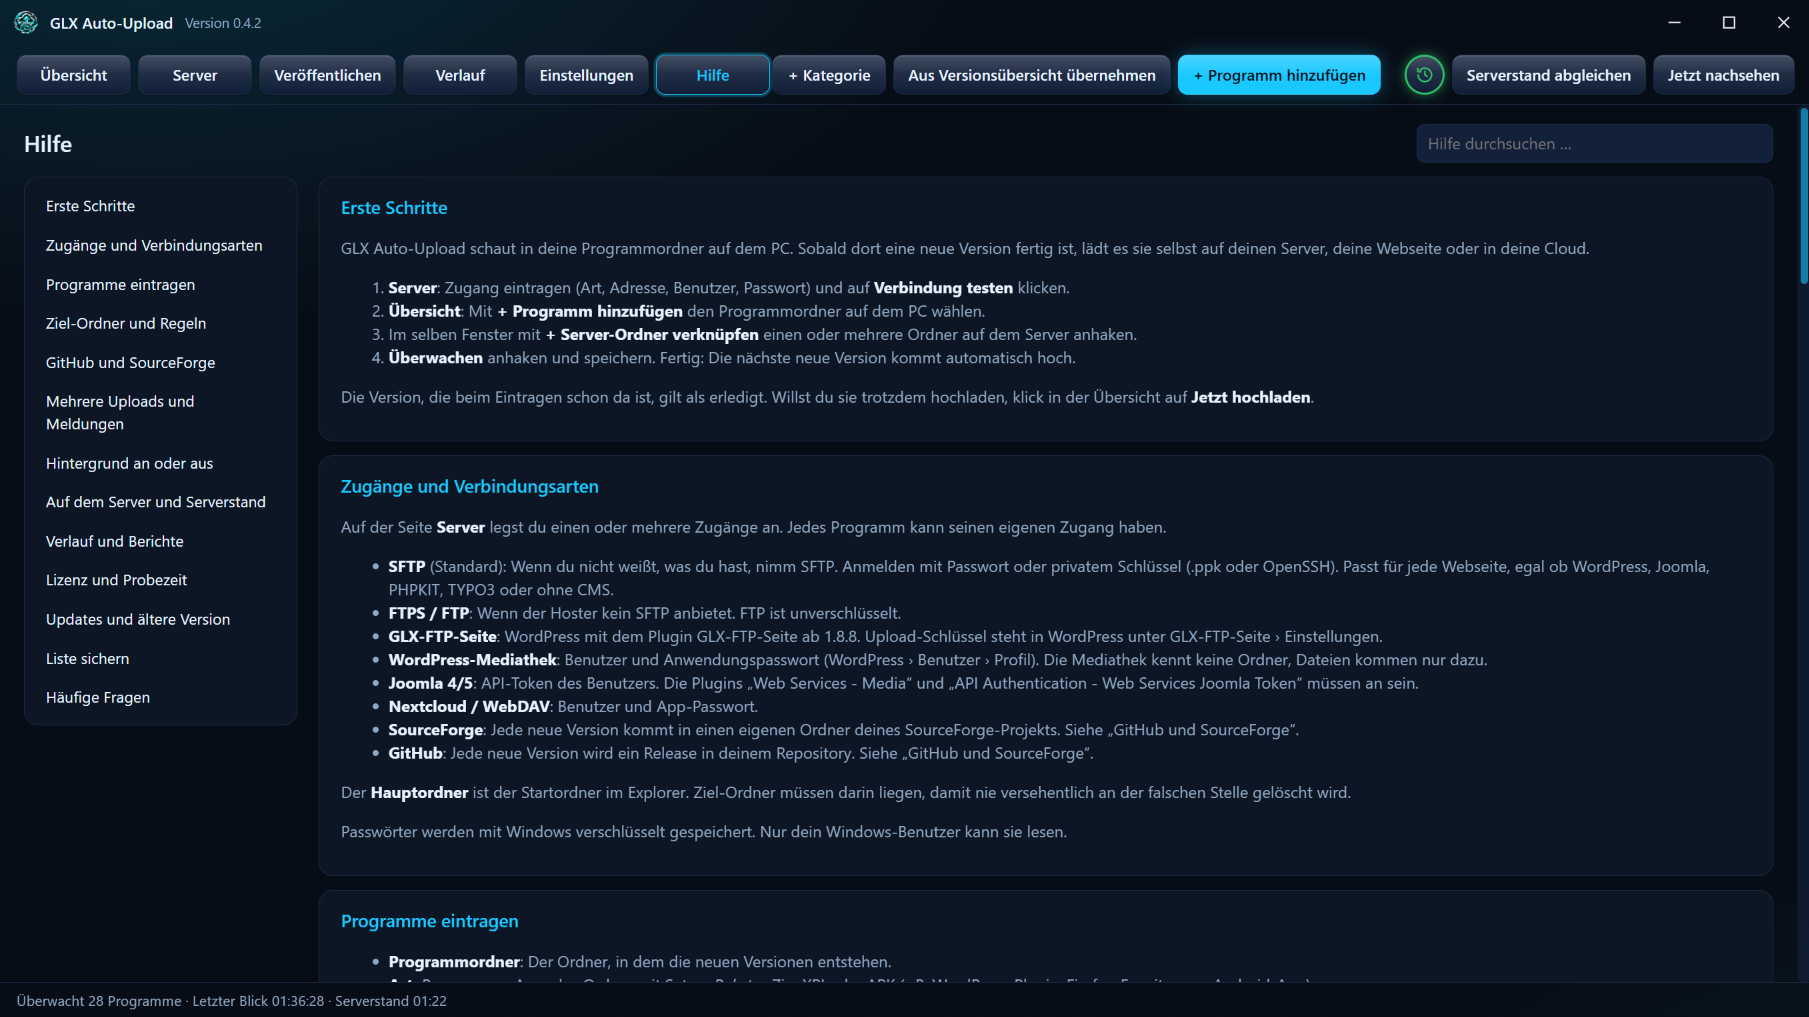 GLX Auto-Upload Version 0.4.2
Übersicht
Server
Veröffentlichen
Verlauf
Einstellungen
Hilfe
+ Kategorie
Aus Versionsübersicht übernehmen
+ Programm hinzufügen
Serverstand abgleichen
Jetzt nachsehen
Hilfe
Hilfe durchsuchen ...
Erste Schritte
Zugänge und Verbindungsarten
Programme eintragen
Ziel-Ordner und Regeln
GitHub und SourceForge
Mehrere Uploads und
Meldungen
Hintergrund an oder aus
Auf dem Server und Serverstand
Verlauf und Berichte
Lizenz und Probezeit
Updates und ältere Version
Liste sichern
Häufige Fragen
Erste Schritte
GLX Auto-Upload schaut in deine Programmordner auf dem PC. Sobald dort eine neue Version fertig ist, lädt es sie selbst auf deinen Server, deine Webseite oder in deine Cloud.
1. Server: Zugang eintragen (Art, Adresse, Benutzer, Passwort) und auf Verbindung testen klicken.
2. Übersicht: Mit + Programm hinzufügen den Programmordner auf dem PC wählen.
3. Im selben Fenster mit + Server-Ordner verknüpfen einen oder mehrere Ordner auf dem Server anhaken.
4. Überwachen anhaken und speichern. Fertig: Die nächste neue Version kommt automatisch hoch.
Die Version, die beim Eintragen schon da ist, gilt als erledigt. Willst du sie trotzdem hochladen, klick in der Übersicht auf Jetzt hochladen.
Zugänge und Verbindungsarten
Auf der Seite Server legst du einen oder mehrere Zugänge an. Jedes Programm kann seinen eigenen Zugang haben.
• SFTP (Standard): Wenn du nicht weißt, was du hast, nimm SFTP. Anmelden mit Passwort oder privatem Schlüssel (.ppk oder OpenSSH). Passt für jede Webseite, egal ob WordPress, Joomla,
PHPKIT, TYPO3 oder ohne CMS.
• FTPS / FTP: Wenn der Hoster kein SFTP anbietet. FTP ist unverschlüsselt.
• GLX-FTP-Seite: WordPress mit dem Plugin GLX-FTP-Seite ab 1.8.8. Upload-Schlüssel steht in WordPress unter GLX-FTP-Seite › Einstellungen.
• WordPress-Mediathek: Benutzer und Anwendungspasswort (WordPress › Benutzer › Profil). Die Mediathek kennt keine Ordner, Dateien kommen nur dazu.
• Joomla 4/5: API-Token des Benutzers. Die Plugins „Web Services - Media“ und „API Authentication - Web Services Joomla Token“ müssen an sein.
• Nextcloud / WebDAV: Benutzer und App-Passwort.
• SourceForge: Jede neue Version kommt in einen eigenen Ordner deines SourceForge-Projekts. Siehe „GitHub und SourceForge“.
• GitHub: Jede neue Version wird ein Release in deinem Repository. Siehe „GitHub und SourceForge“.
Der Hauptordner ist der Startordner im Explorer. Ziel-Ordner müssen darin liegen, damit nie versehentlich an der falschen Stelle gelöscht wird.
Passwörter werden mit Windows verschlüsselt gespeichert. Nur dein Windows-Benutzer kann sie lesen.
Programme eintragen
• Programmordner: Der Ordner, in dem die neuen Versionen entstehen.
Überwacht 28 Programme · Letzter Blick 01:36:28 · Serverstand 01:22